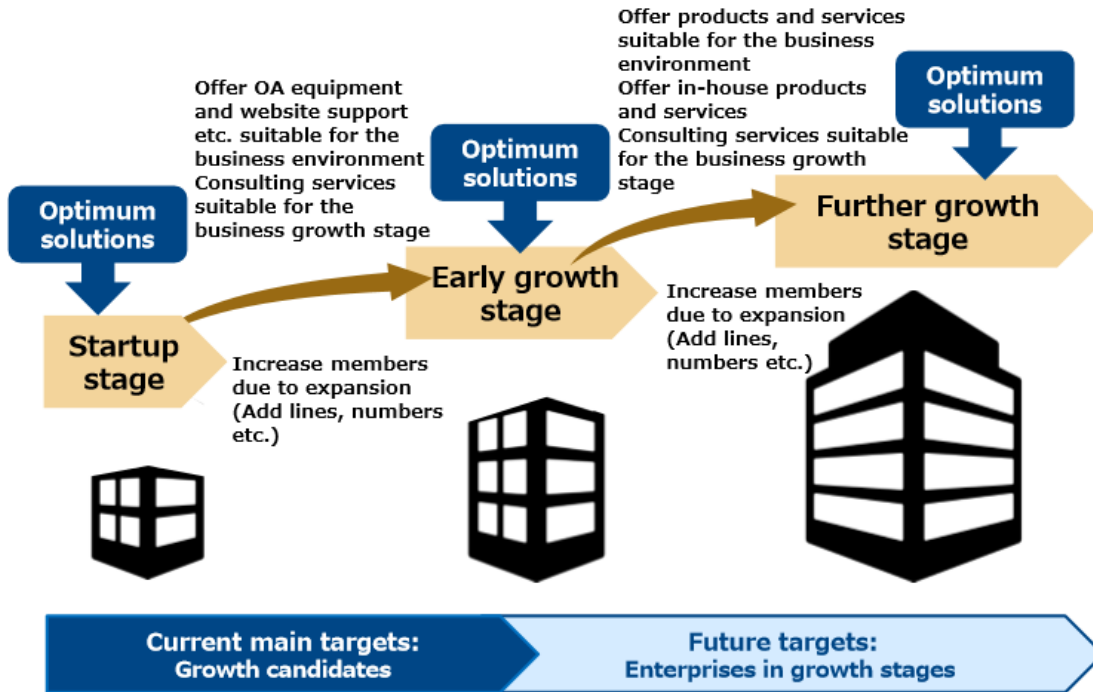 Offer products and services
suitable for the business
environment
Offer in-house products
and services
Consulting services suitable
for the business growth
stage
Optimum
solutions
Offer OA equipment
and website support
etc. suitable for the
business environment
Consulting services
suitable for the
business growth stage
Optimum
solutions
Optimum
solutions
Further growth
stage
Early growth
stage
Startup
stage
Increase members
due to expansion
(Add lines,
numbers etc.)
Increase members
due to expansion
(Add lines, numbers
etc.)
Current main targets:
Growth candidates
Future targets:
Enterprises in growth stages